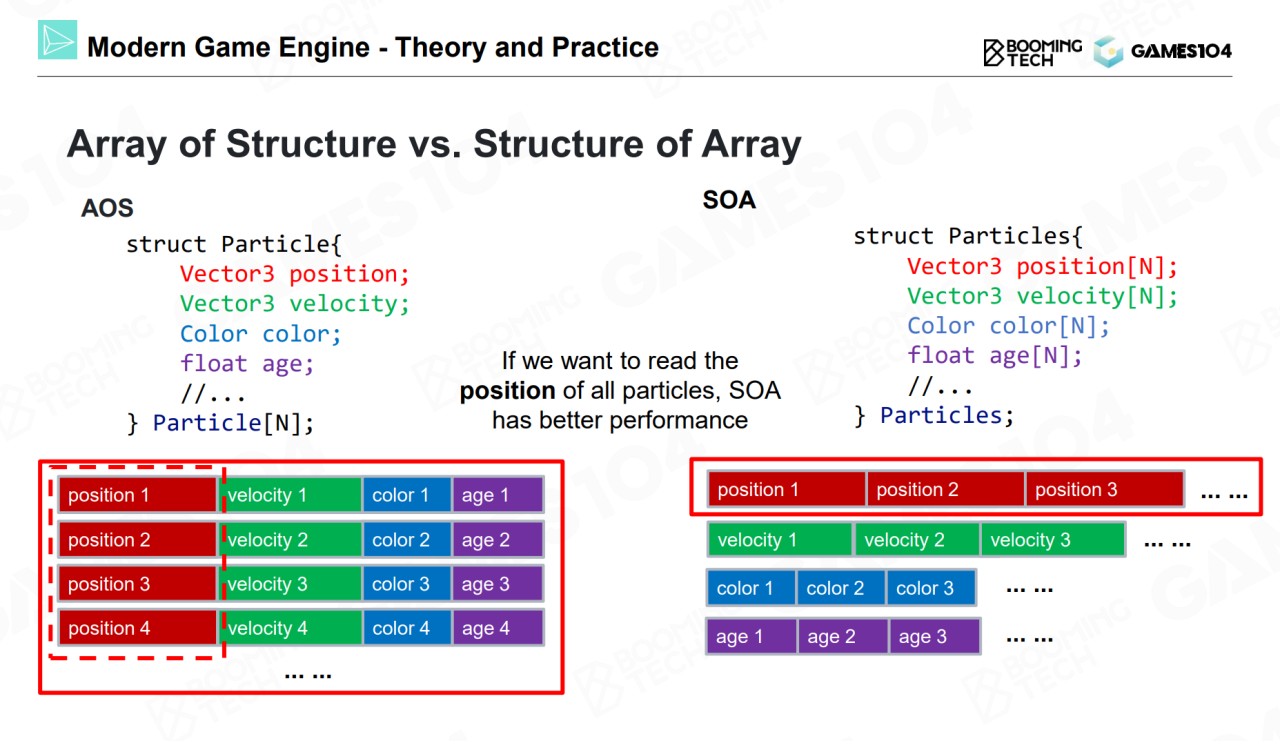 Modern Game Engine - Theory and Practice
BOOMING
TECH
GAMES104
Array of Structure vs. Structure of Array
AOS
struct Particle{
Vector3 position;
Vector3 velocity;
Color color;
float age;
//...
} Particle[N];
If we want to read the
position of all particles, SOA
has better performance
SOA
struct Particles{
Vector3 position[N];
Vector3 velocity[N];
Color color[N];
float age[N];
//...
} Particles;
position 1 velocity 1 color 1 age 1
position 2 velocity 2 color 2 age 2
position 3 velocity 3 color 3 age 3
position 4 velocity 4 color 4 age 4
... ...
position 1 position 2 position 3 ... ...
velocity 1 velocity 2 velocity 3 ... ...
color 1 color 2 color 3 ... ...
age 1 age 2 age 3 ... ...